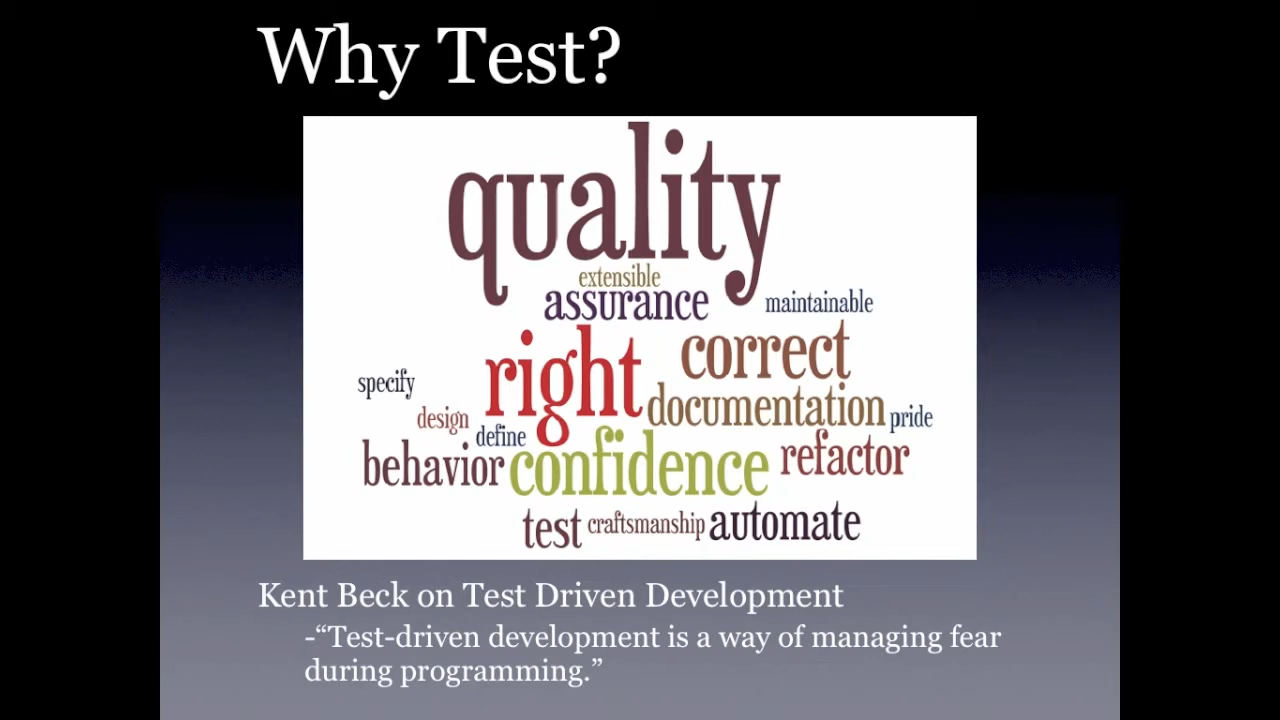 Why Test?
quality
extensible
assurance
maintainable
right
correct
specify
documentation
design
pride
define
behavior
confidence
refactor
test
craftsmanship
automate
Kent Beck on Test Driven Development
-“Test-driven development is a way of managing fear
during programming.”